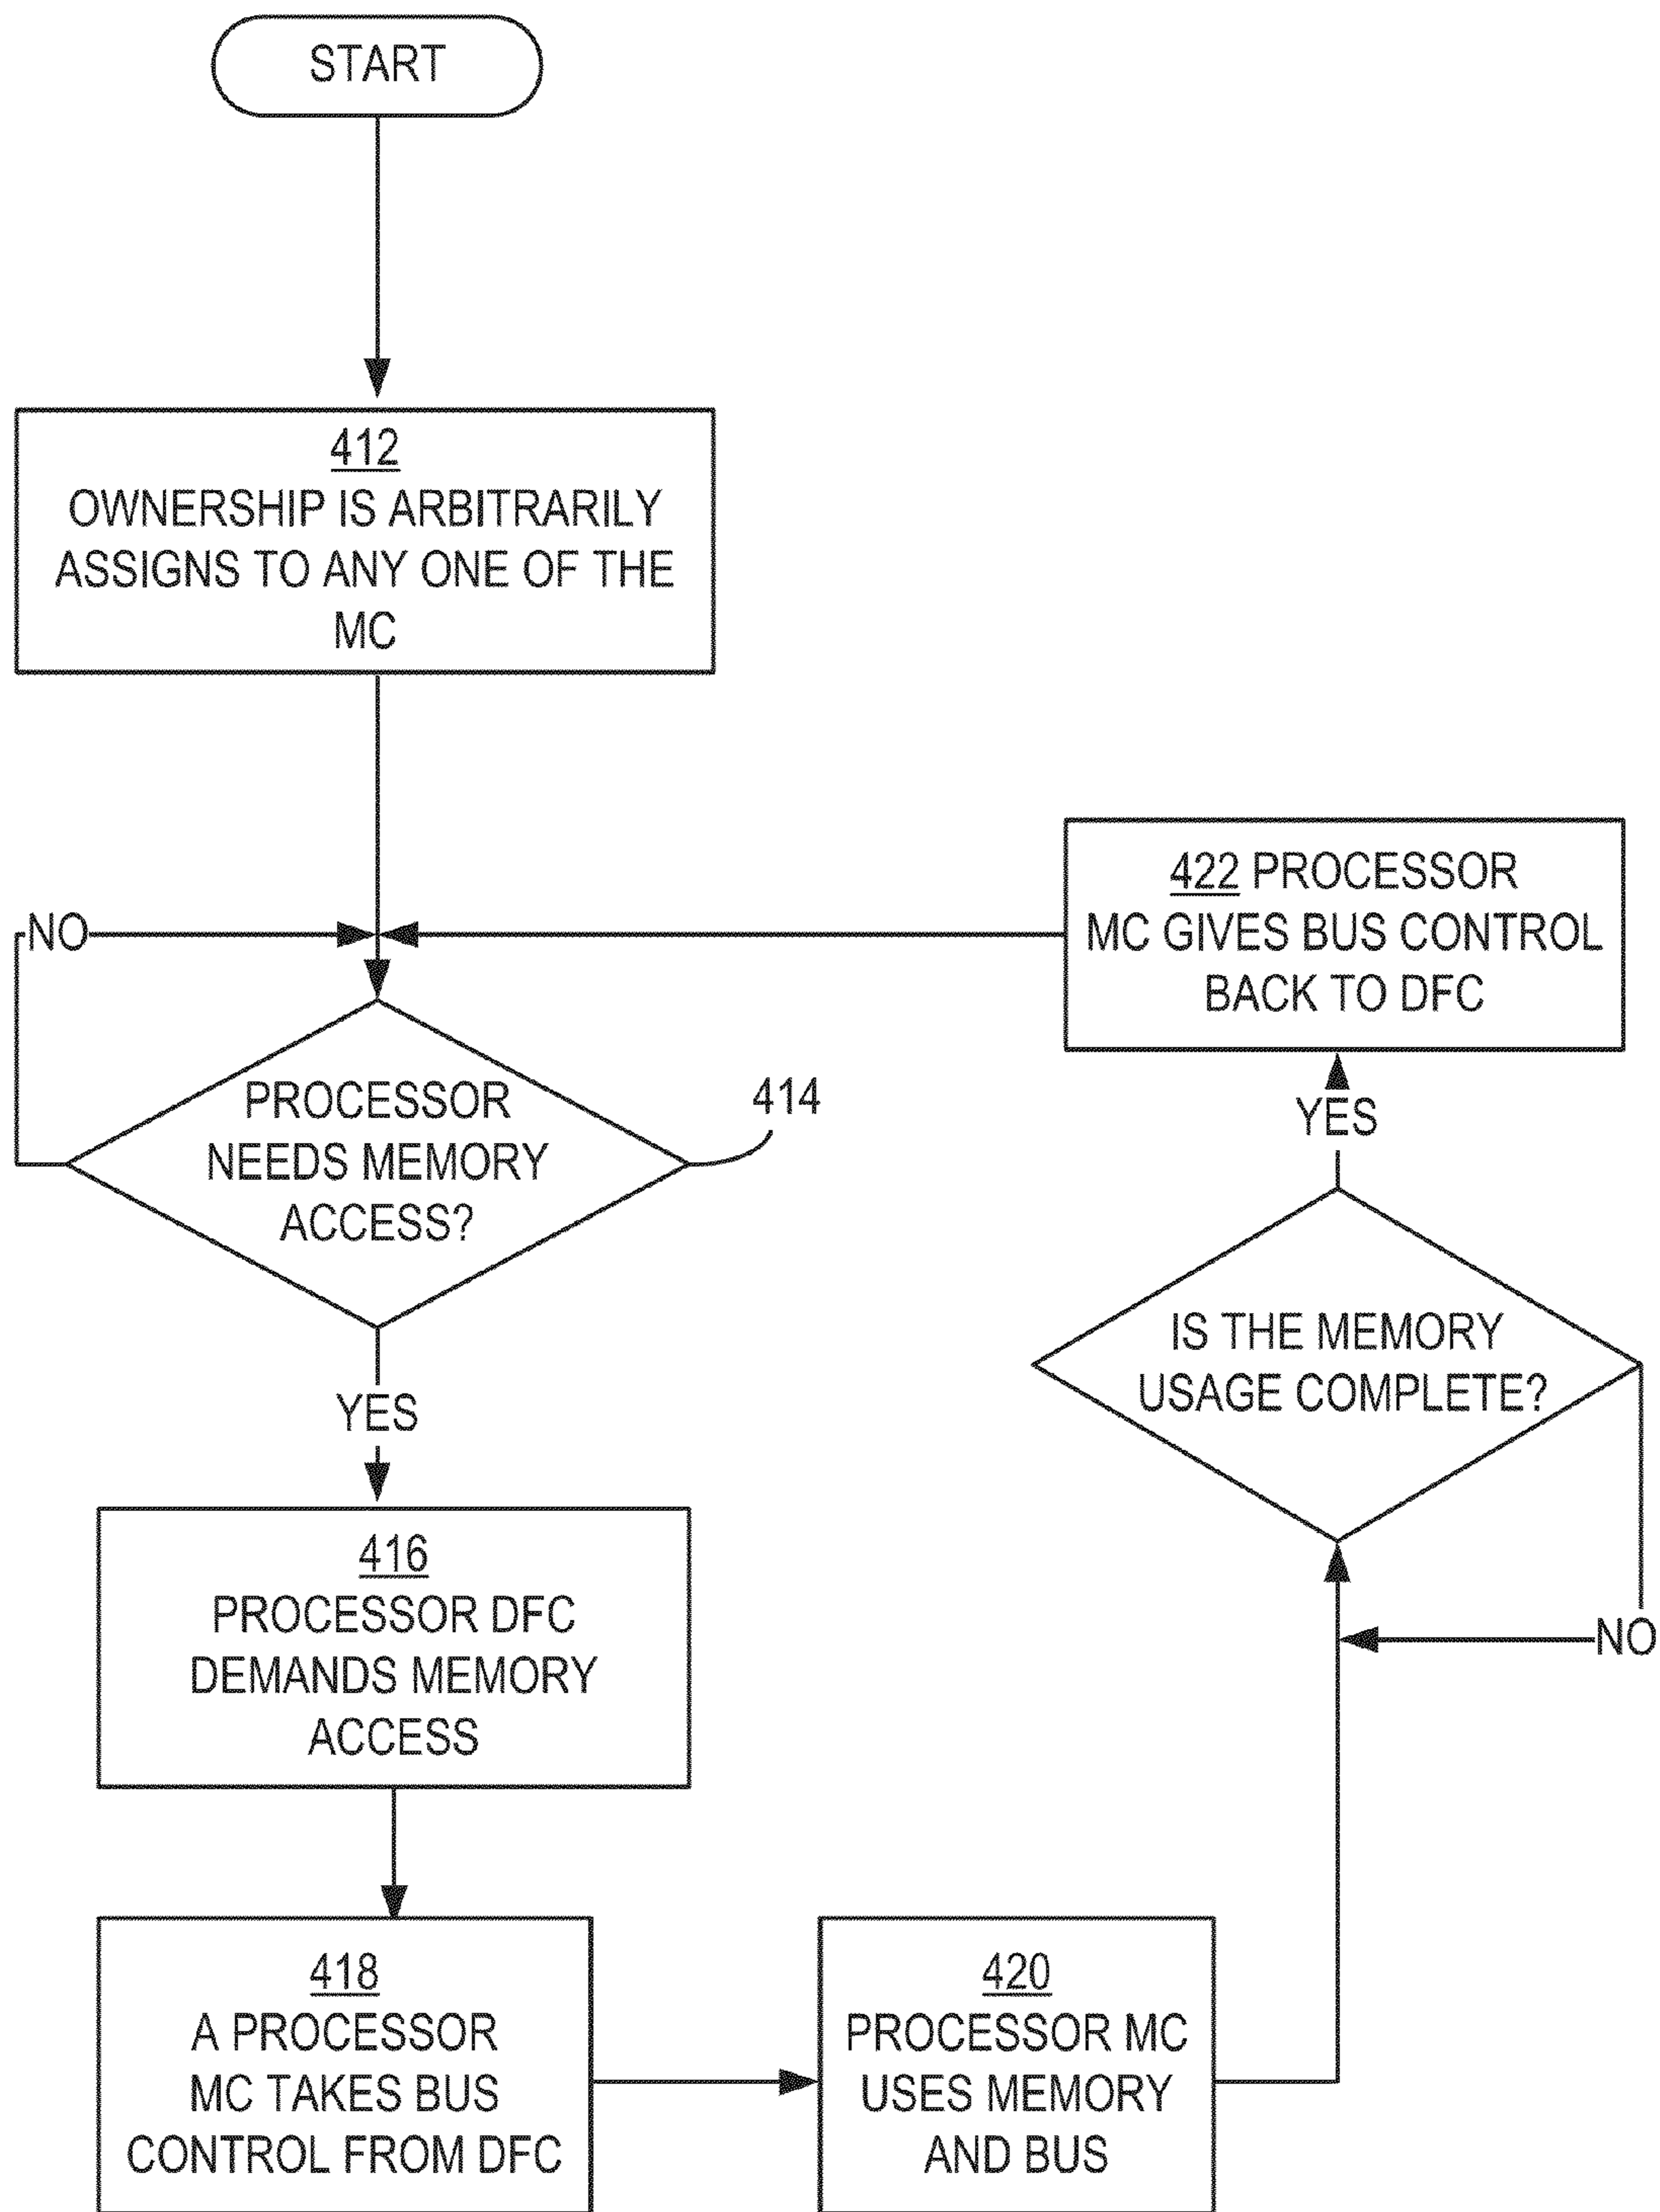 START
412
OWNERSHIP IS ARBITRARILY
ASSIGNS TO ANY ONE OF THE
MC
NO
PROCESSOR
NEEDS MEMORY
ACCESS?
414
YES
416
PROCESSOR DFC
DEMANDS MEMORY
ACCESS
418
A PROCESSOR
MC TAKES BUS
CONTROL FROM DFC
420
PROCESSOR MC
USES MEMORY
AND BUS
IS THE MEMORY
USAGE COMPLETE?
NO
YES
422 PROCESSOR
MC GIVES BUS CONTROL
BACK TO DFC